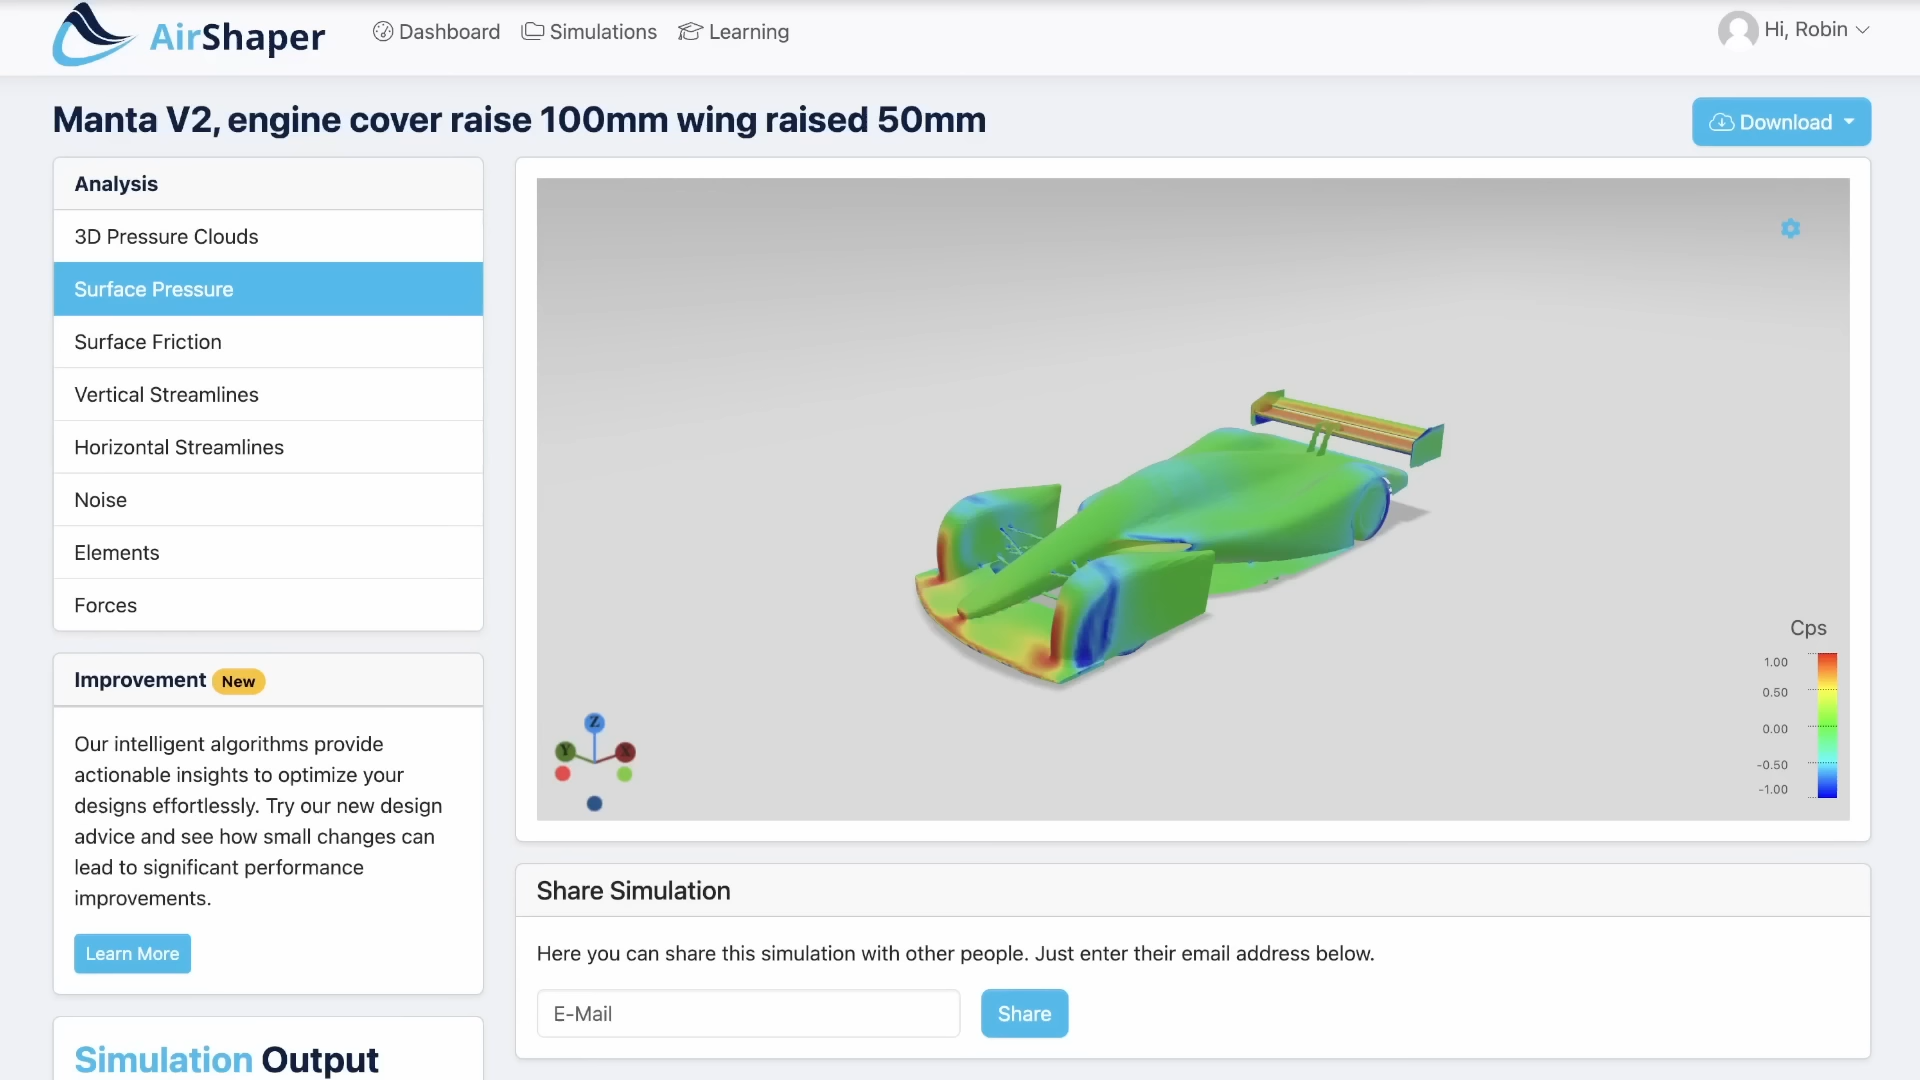 AirShaper
Dashboard
Simulations
Learning
Hi, Robin
Manta V2, engine cover raise 100mm wing raised 50mm
Download
Analysis
3D Pressure Clouds
Surface Pressure
Surface Friction
Vertical Streamlines
Horizontal Streamlines
Noise
Elements
Forces
Improvement New
Our intelligent algorithms provide
actionable insights to optimize your
designs effortlessly. Try our new design
advice and see how small changes can
lead to significant performance
improvements.
Learn More
Simulation Output
Z
Y
X
Cps
1.00
0.50
0.00
-0.50
-1.00
Share Simulation
Here you can share this simulation with other people. Just enter their email address below.
E-Mail
Share